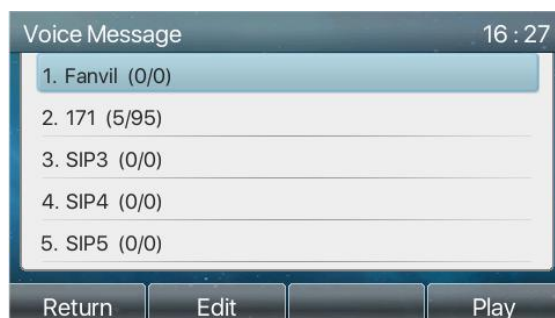 Voice Message 16 : 27
1. Fanvil (0/0)
2. 171 (5/95)
3. SIP3 (0/0)
4. SIP4 (0/0)
5. SIP5 (0/0)
Return Edit Play